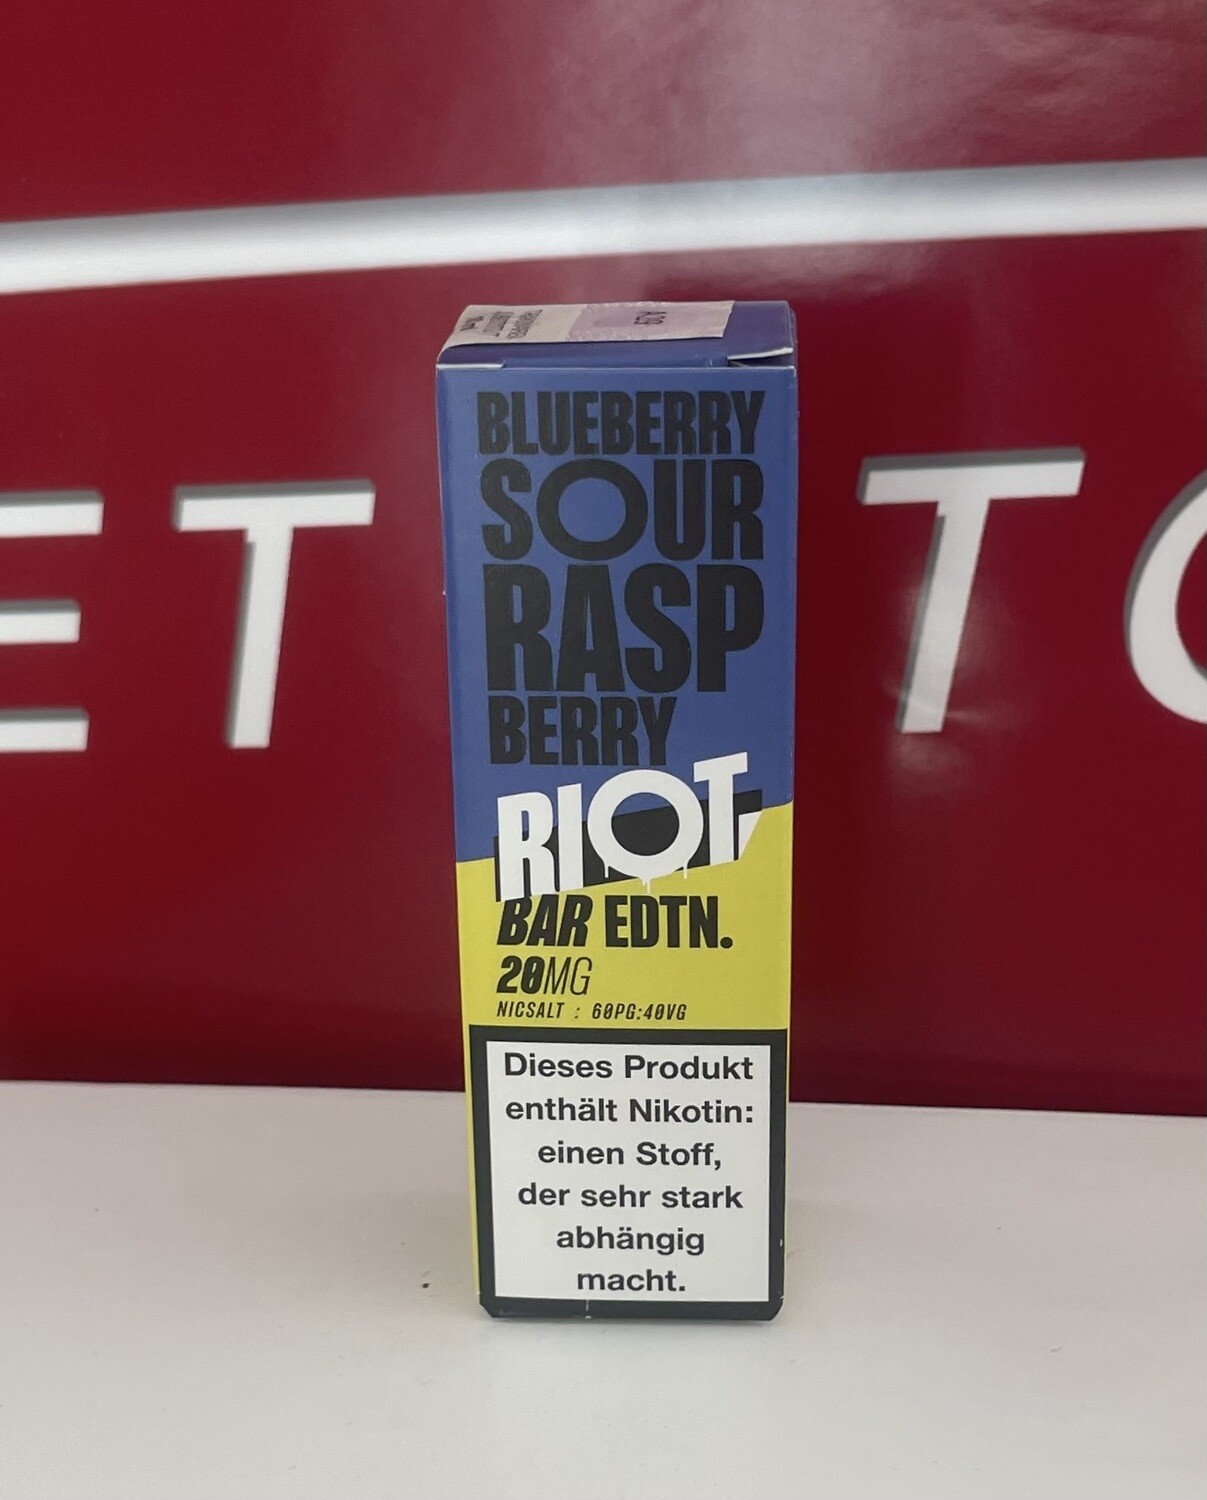 ET TO
A29
BLUEBERRY
SOUR
RASP
BERRY
RIOT
BAR EDTN.
20MG
NICSALT : 60PG:40VG
Dieses Produkt
enthält Nikotin:
einen Stoff,
der sehr stark
abhängig
macht.